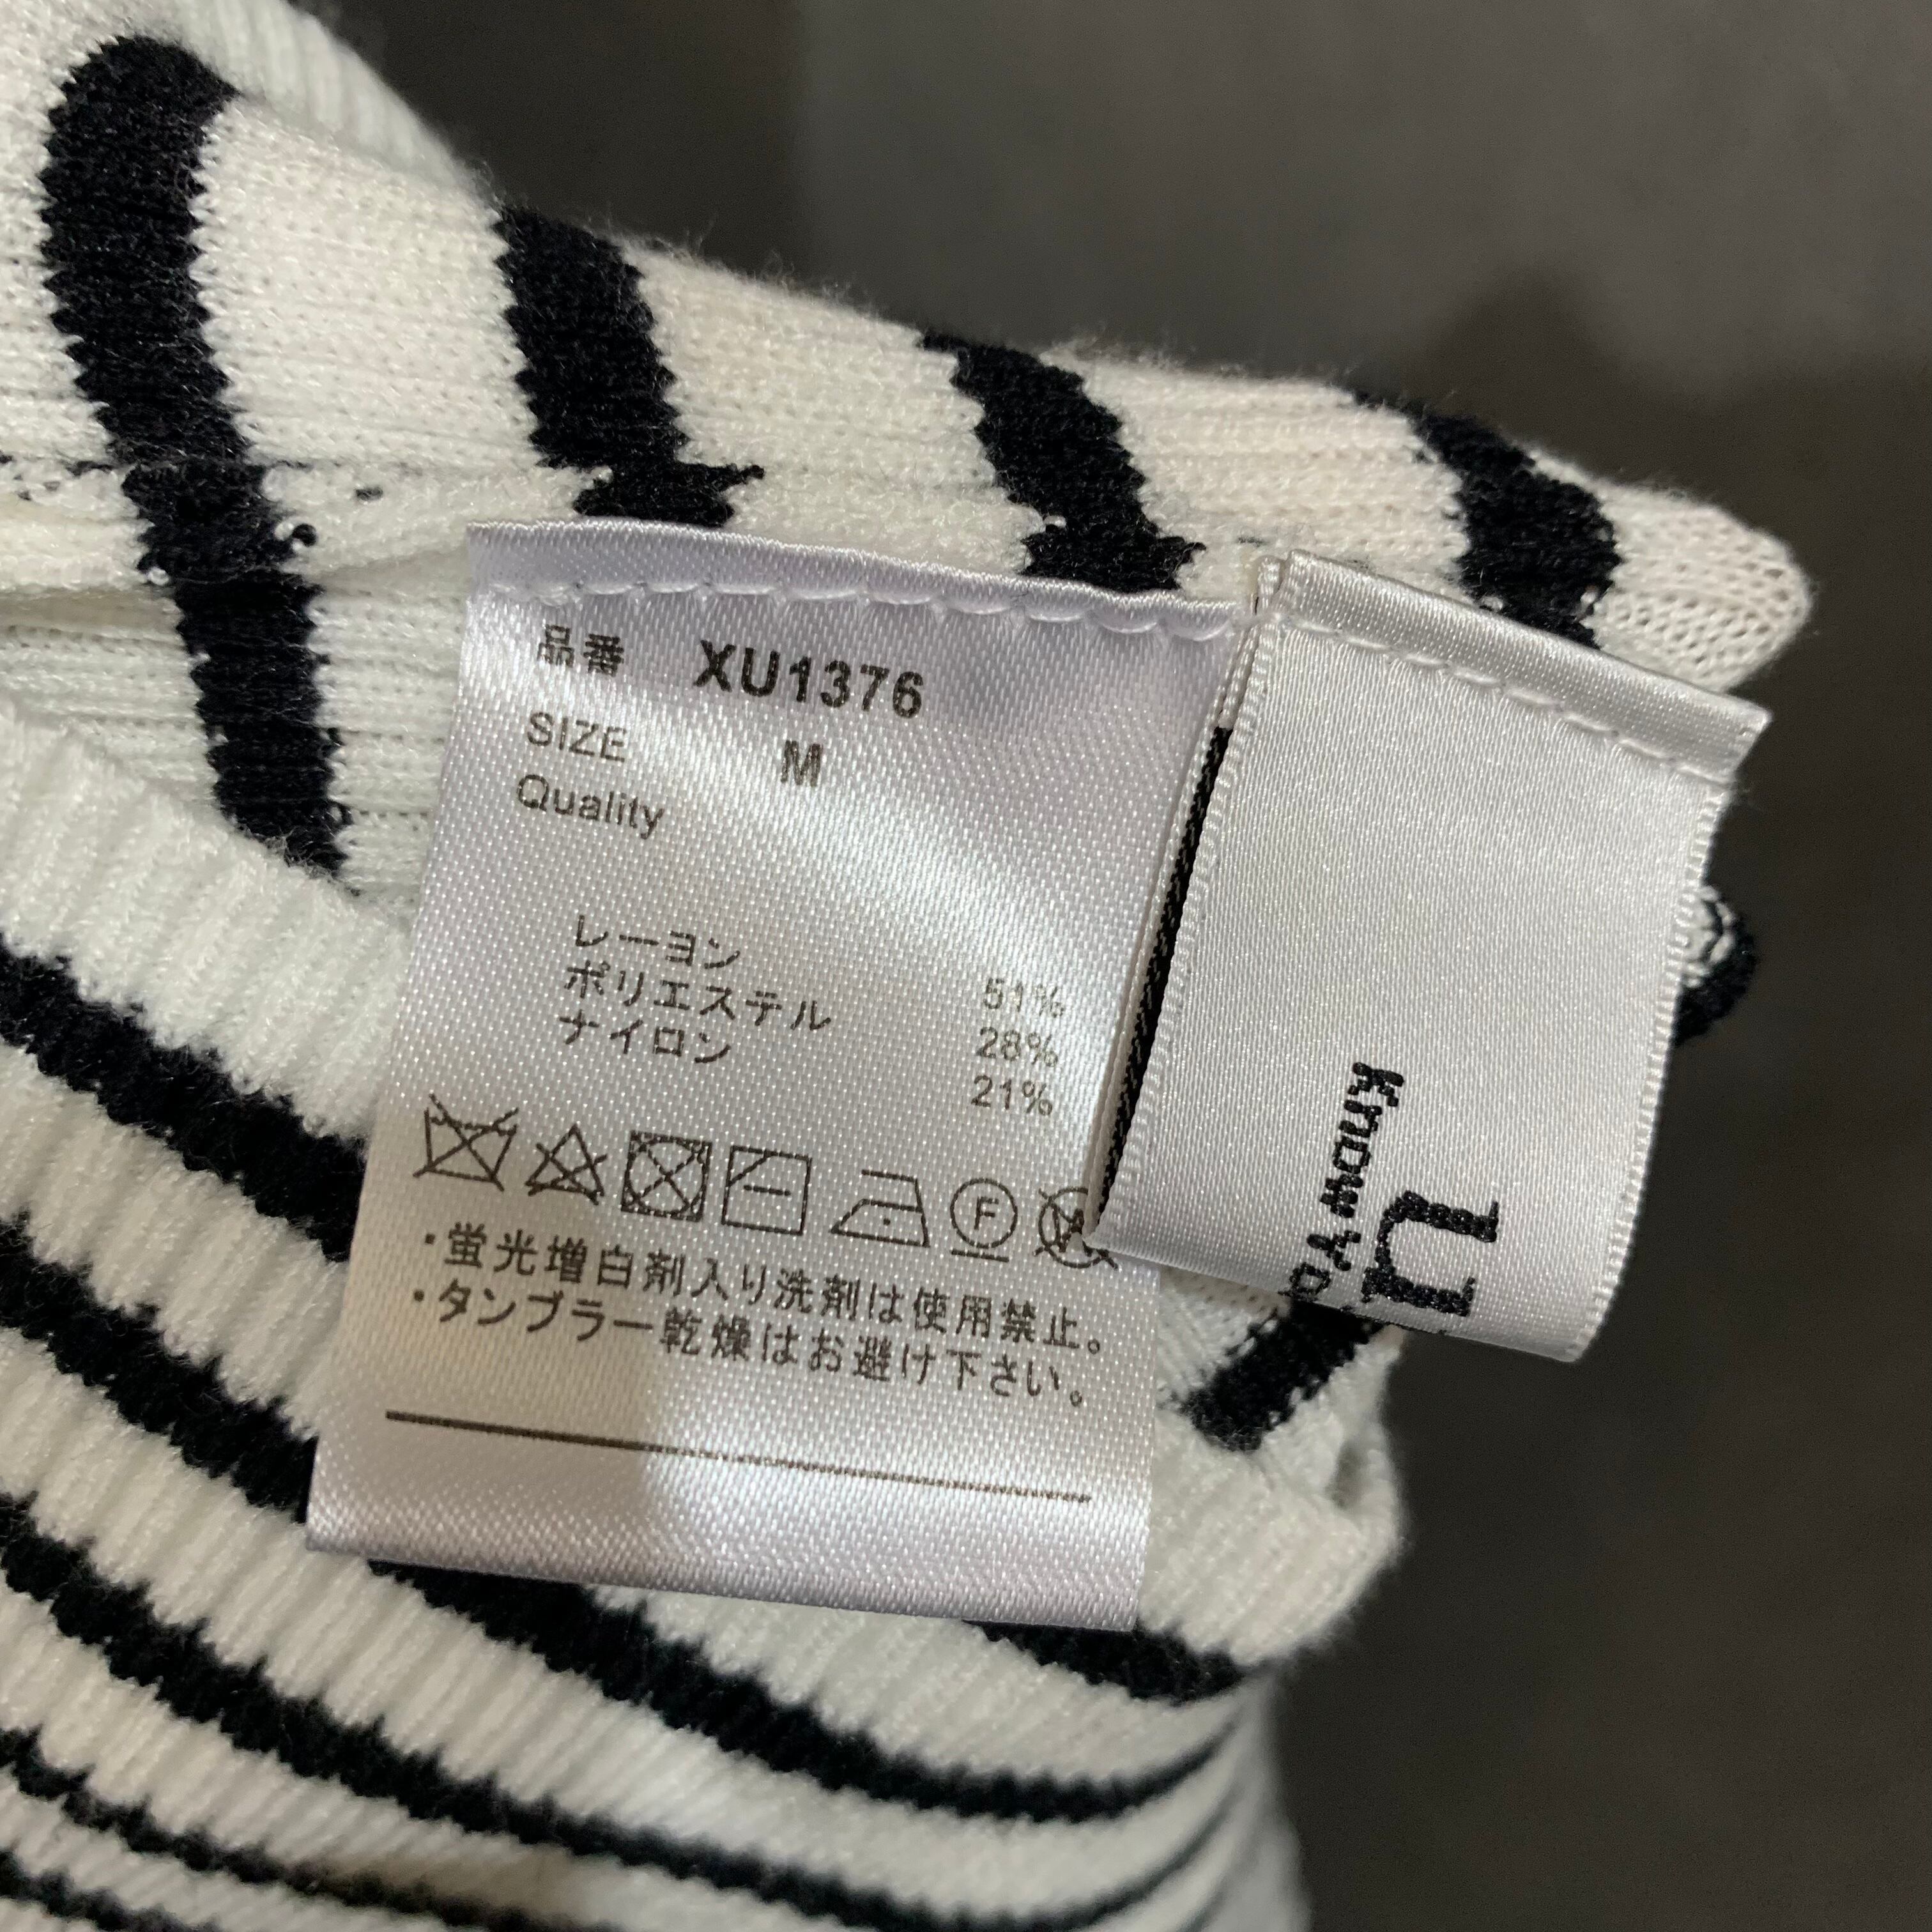 品番 XU1376
SIZE M
Quality
レーヨン 51%
ポリエステル 28%
ナイロン 21%
F
W
・蛍光増白剤入り洗剤は使用禁止。
・タンブラー乾燥はお避け下さい。
Know